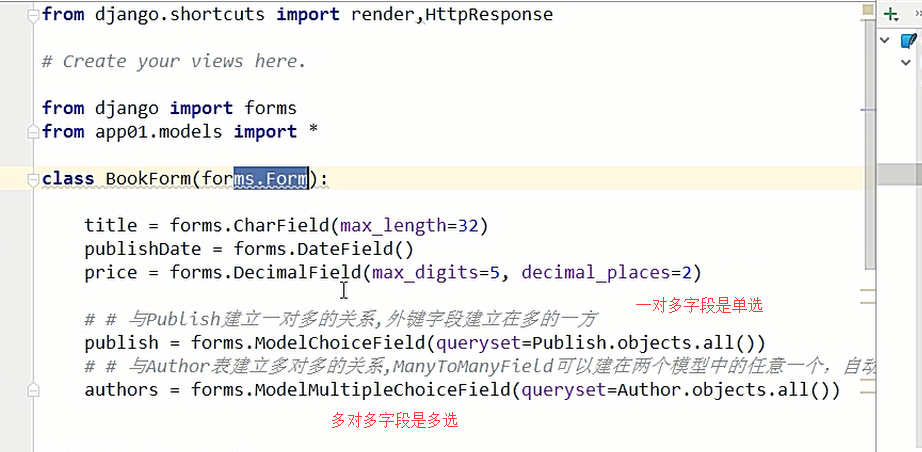 from django.shortcuts import render,HttpResponse
# Create your views here.
from django import forms
from app01.models import *
class BookForm(forms.Form):
title = forms.CharField(max_length=32)
publishDate = forms.DateField()
price = forms.DecimalField(max_digits=5, decimal_places=2)
一对多字段是单选
# # 与Publish建立一对多的关系,外键字段建立在多的一方
publish = forms.ModelChoiceField(queryset=Publish.objects.all())
# # 与Author表建立多对多的关系,ManyToManyField可以建在两个模型中的任意一个，自动
authors = forms.ModelMultipleChoiceField(queryset=Author.objects.all())
多对多字段是多选